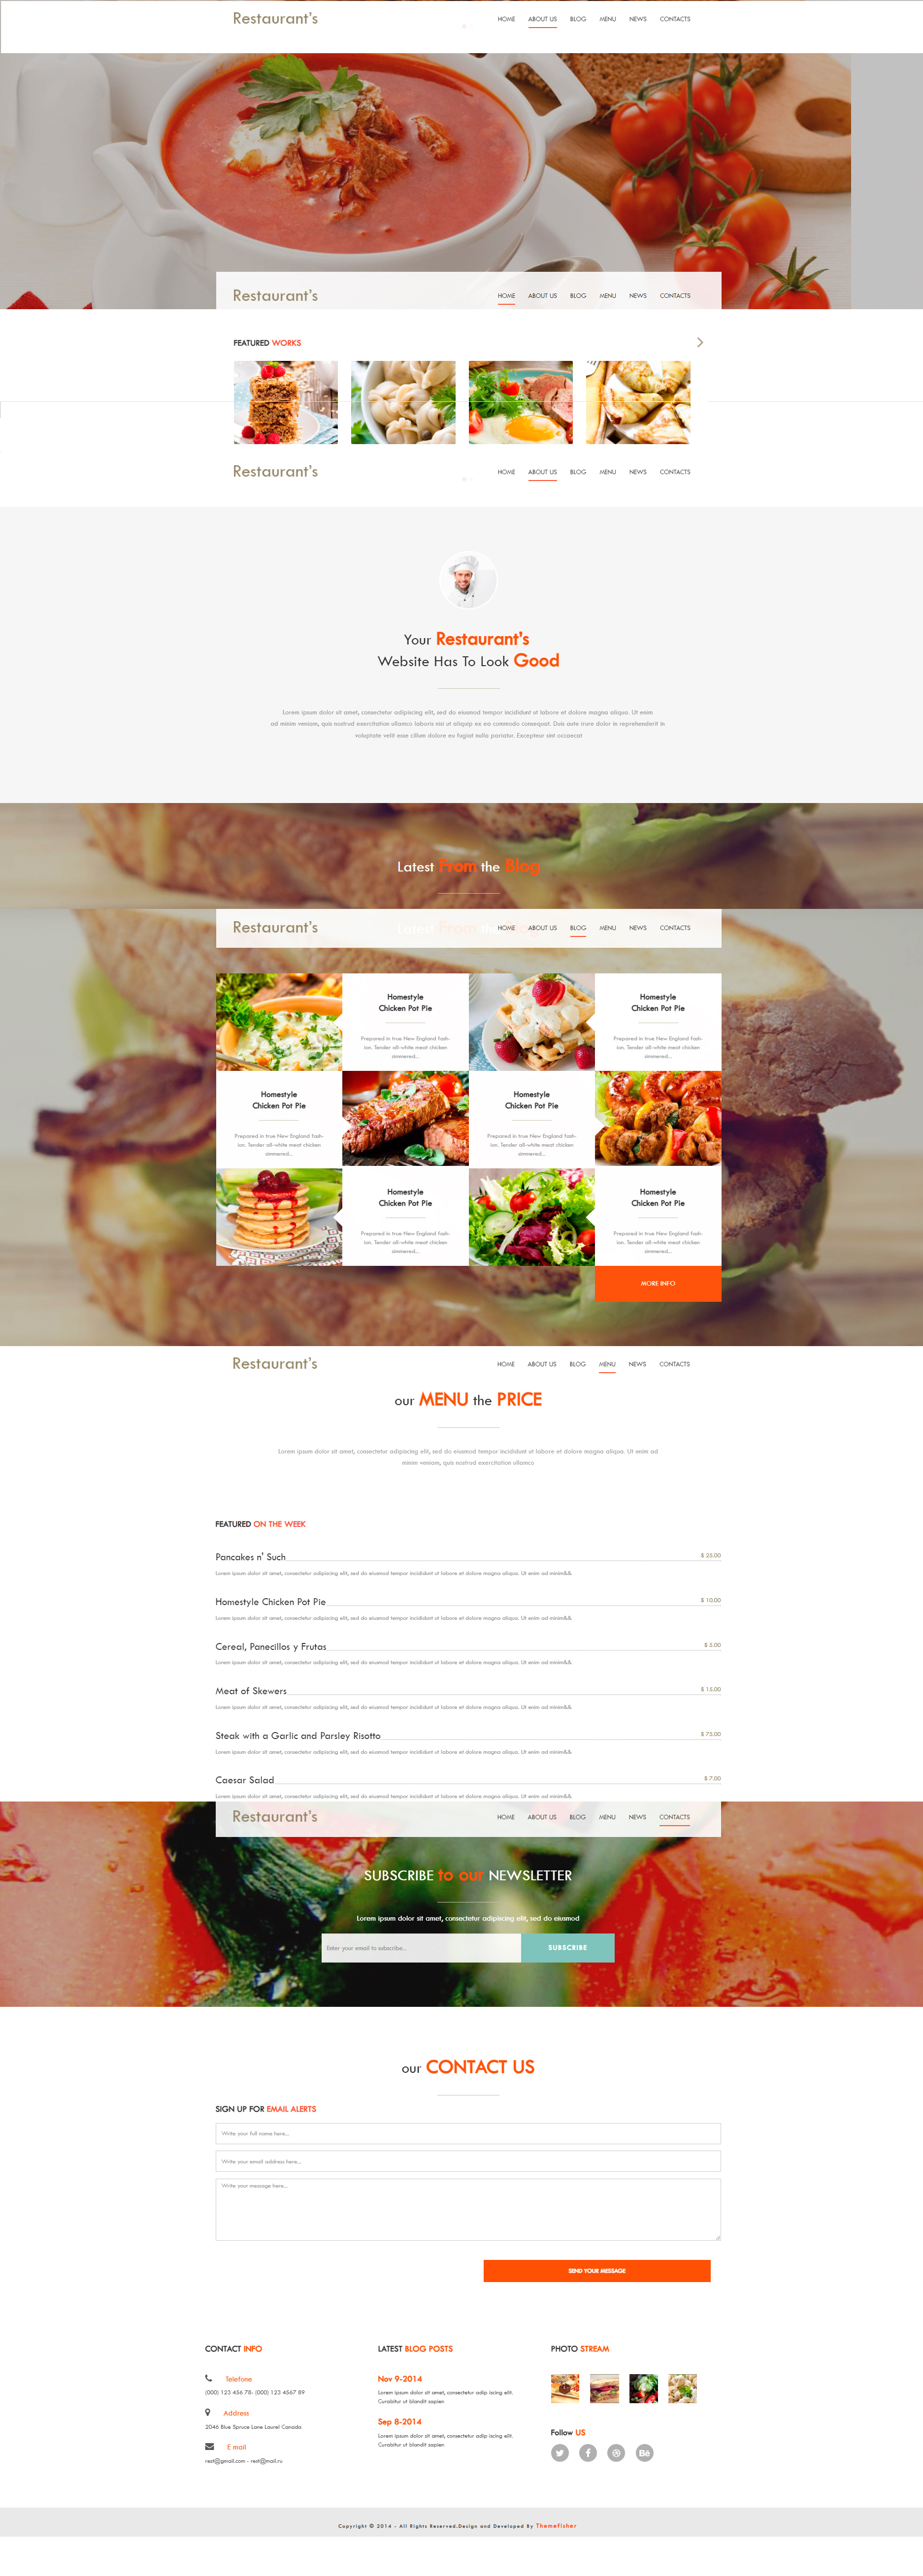 Restaurant's
HOME ABOUT US BLOG MENU NEWS CONTACTS
Restaurant's
HOME ABOUT US BLOG MENU NEWS CONTACTS
FEATURED WORKS
Restaurant's
HOME ABOUT US BLOG MENU NEWS CONTACTS
Your Restaurant's
Website Has To Look Good
Lorem ipsum dolor sit amet, consectetur adipiscing elit, sed do eiusmod tempor incididunt ut labore et dolore magna aliqua. Ut enim
ad minim veniam, quis nostrud exercitation ullamco laboris nisi ut aliquip ex ea commodo consequat. Duis aute irure dolor in reprehenderit in
voluptate velit esse cillum dolore eu fugiat nulla pariatur. Excepteur sint occaecat
Latest From the Blog
Restaurant's
Latest From the
HOME ABOUT US BLOG MENU NEWS CONTACTS
Homestyle
Chicken Pot Pie
Prepared in true New England fash-
ion. Tender all-white meat chicken
simmered...
Homestyle
Chicken Pot Pie
Prepared in true New England fash-
ion. Tender all-white meat chicken
simmered...
Homestyle
Chicken Pot Pie
Prepared in true New England fash-
ion. Tender all-white meat chicken
simmered...
Homestyle
Chicken Pot Pie
Prepared in true New England fash-
ion. Tender all-white meat chicken
simmered...
Homestyle
Chicken Pot Pie
Prepared in true New England fash-
ion. Tender all-white meat chicken
simmered...
Homestyle
Chicken Pot Pie
Prepared in true New England fash-
ion. Tender all-white meat chicken
simmered...
MORE INFO
Restaurant's
HOME ABOUT US BLOG MENU NEWS CONTACTS
our MENU the PRICE
Lorem ipsum dolor sit amet, consectetur adipiscing elit, sed do eiusmod tempor incididunt ut labore et dolore magna aliqua. Ut enim ad
minim veniam, quis nostrud exercitation ullamco
FEATURED ON THE WEEK
Pancakes n' Such $ 25.00
Lorem ipsum dolor sit amet, consectetur adipiscing elit, sed do eiusmod tempor incididunt ut labore et dolore magna aliqua. Ut enim ad minim&&
Homestyle Chicken Pot Pie $ 10.00
Lorem ipsum dolor sit amet, consectetur adipiscing elit, sed do eiusmod tempor incididunt ut labore et dolore magna aliqua. Ut enim ad minim&&
Cereal, Panecillos y Frutas $ 5.00
Lorem ipsum dolor sit amet, consectetur adipiscing elit, sed do eiusmod tempor incididunt ut labore et dolore magna aliqua. Ut enim ad minim&&
Meat of Skewers $ 15.00
Lorem ipsum dolor sit amet, consectetur adipiscing elit, sed do eiusmod tempor incididunt ut labore et dolore magna aliqua. Ut enim ad minim&&
Steak with a Garlic and Parsley Risotto $ 75.00
Lorem ipsum dolor sit amet, consectetur adipiscing elit, sed do eiusmod tempor incididunt ut labore et dolore magna aliqua. Ut enim ad minim&&
Caesar Salad $ 7.00
Lorem ipsum dolor sit amet, consectetur adipiscing elit, sed do eiusmod tempor incididunt ut labore et dolore magna aliqua. Ut enim ad minim&&
Restaurant's
HOME ABOUT US BLOG MENU NEWS CONTACTS
SUBSCRIBE to our NEWSLETTER
Lorem ipsum dolor sit amet, consectetur adipiscing elit, sed do eiusmod
Enter your email to subscribe...
SUBSCRIBE
our CONTACT US
SIGN UP FOR EMAIL ALERTS
Write your full name here...
Write your email address here...
Write your message here...
SEND YOUR MESSAGE
CONTACT INFO
Telefone
(000) 123 456 78- (000) 123 4567 89
Address
2046 Blue Spruce Lane Laurel Canada
E mail
rest@gmail.com - rest@mail.ru
LATEST BLOG POSTS
Nov 9-2014
Lorem ipsum dolor sit amet, consectetur adip iscing elit.
Curabitur ut blandit sapien
Sep 8-2014
Lorem ipsum dolor sit amet, consectetur adip iscing elit.
Curabitur ut blandit sapien
PHOTO STREAM
Follow US
Bē
Copyright © 2014 - All Rights Reserved.Design and Developed By Themefisher